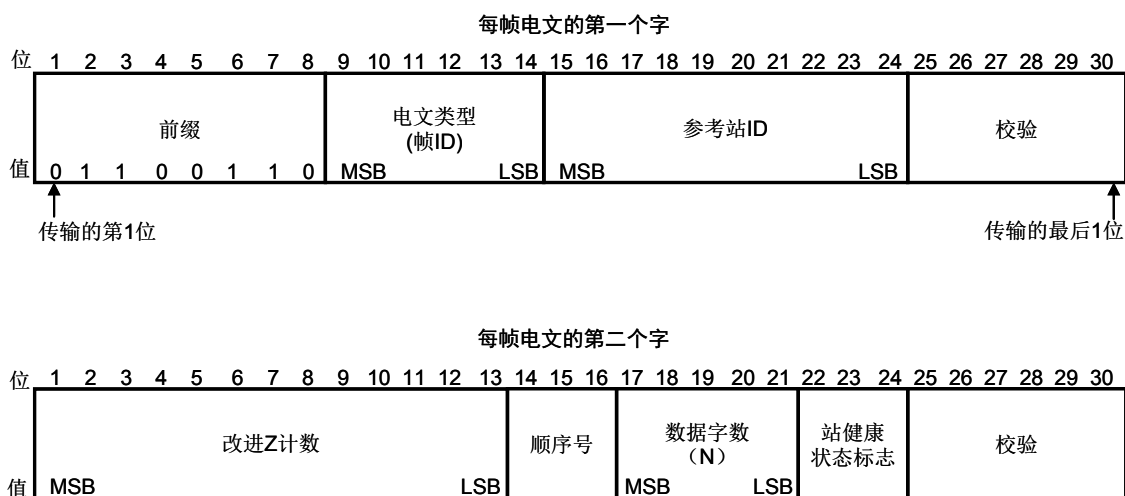 每帧电文的第一个字
位 1 2 3 4 5 6 7 8 9 10 11 12 13 14 15 16 17 18 19 20 21 22 23 24 25 26 27 28 29 30
前缀
电文类型
(帧ID)
参考站ID
校验
值 0 1 1 0 0 1 1 0 MSB LSB MSB LSB
传输的第1位
传输的最后1位
每帧电文的第二个字
位 1 2 3 4 5 6 7 8 9 10 11 12 13 14 15 16 17 18 19 20 21 22 23 24 25 26 27 28 29 30
改进Z计数
顺序号
数据字数
（N）
站健康
状态标志
校验
值 MSB LSB MSB LSB